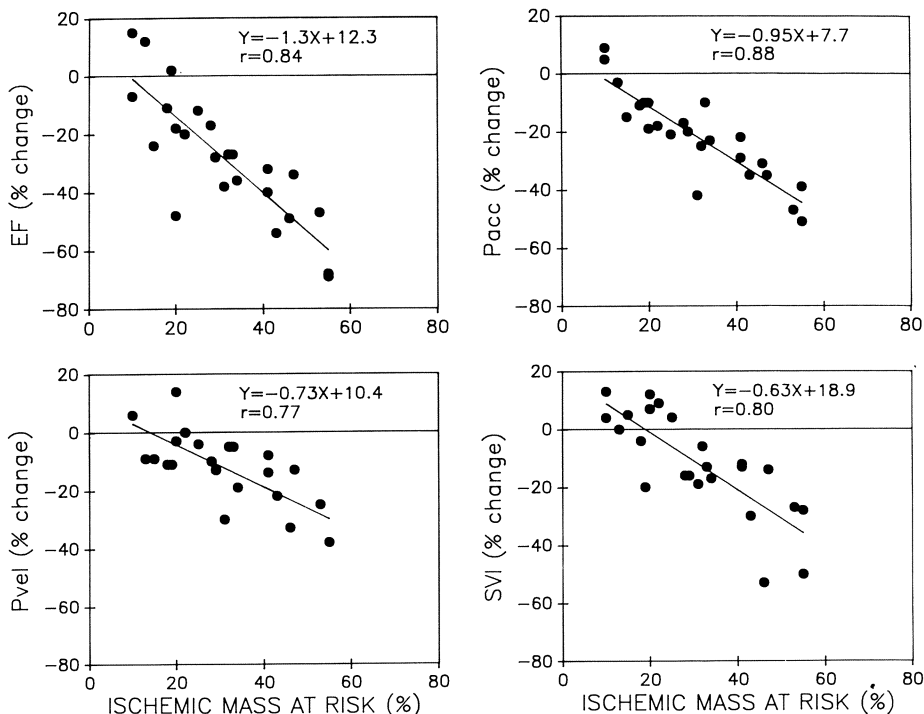 EF (% change)
20
0
−20
−40
−60
−80
0 20 40 60 80
Y=−1.3X+12.3
r=0.84
Pacc (% change)
20
0
−20
−40
−60
−80
0 20 40 60 80
Y=−0.95X+7.7
r=0.88
Pvel (% change)
20
0
−20
−40
−60
−80
0 20 40 60 80
Y=−0.73X+10.4
r=0.77
ISCHEMIC MASS AT RISK (%)
SVI (% change)
20
0
−20
−40
−60
−80
0 20 40 60 80
Y=−0.63X+18.9
r=0.80
ISCHEMIC MASS AT RISK (%)